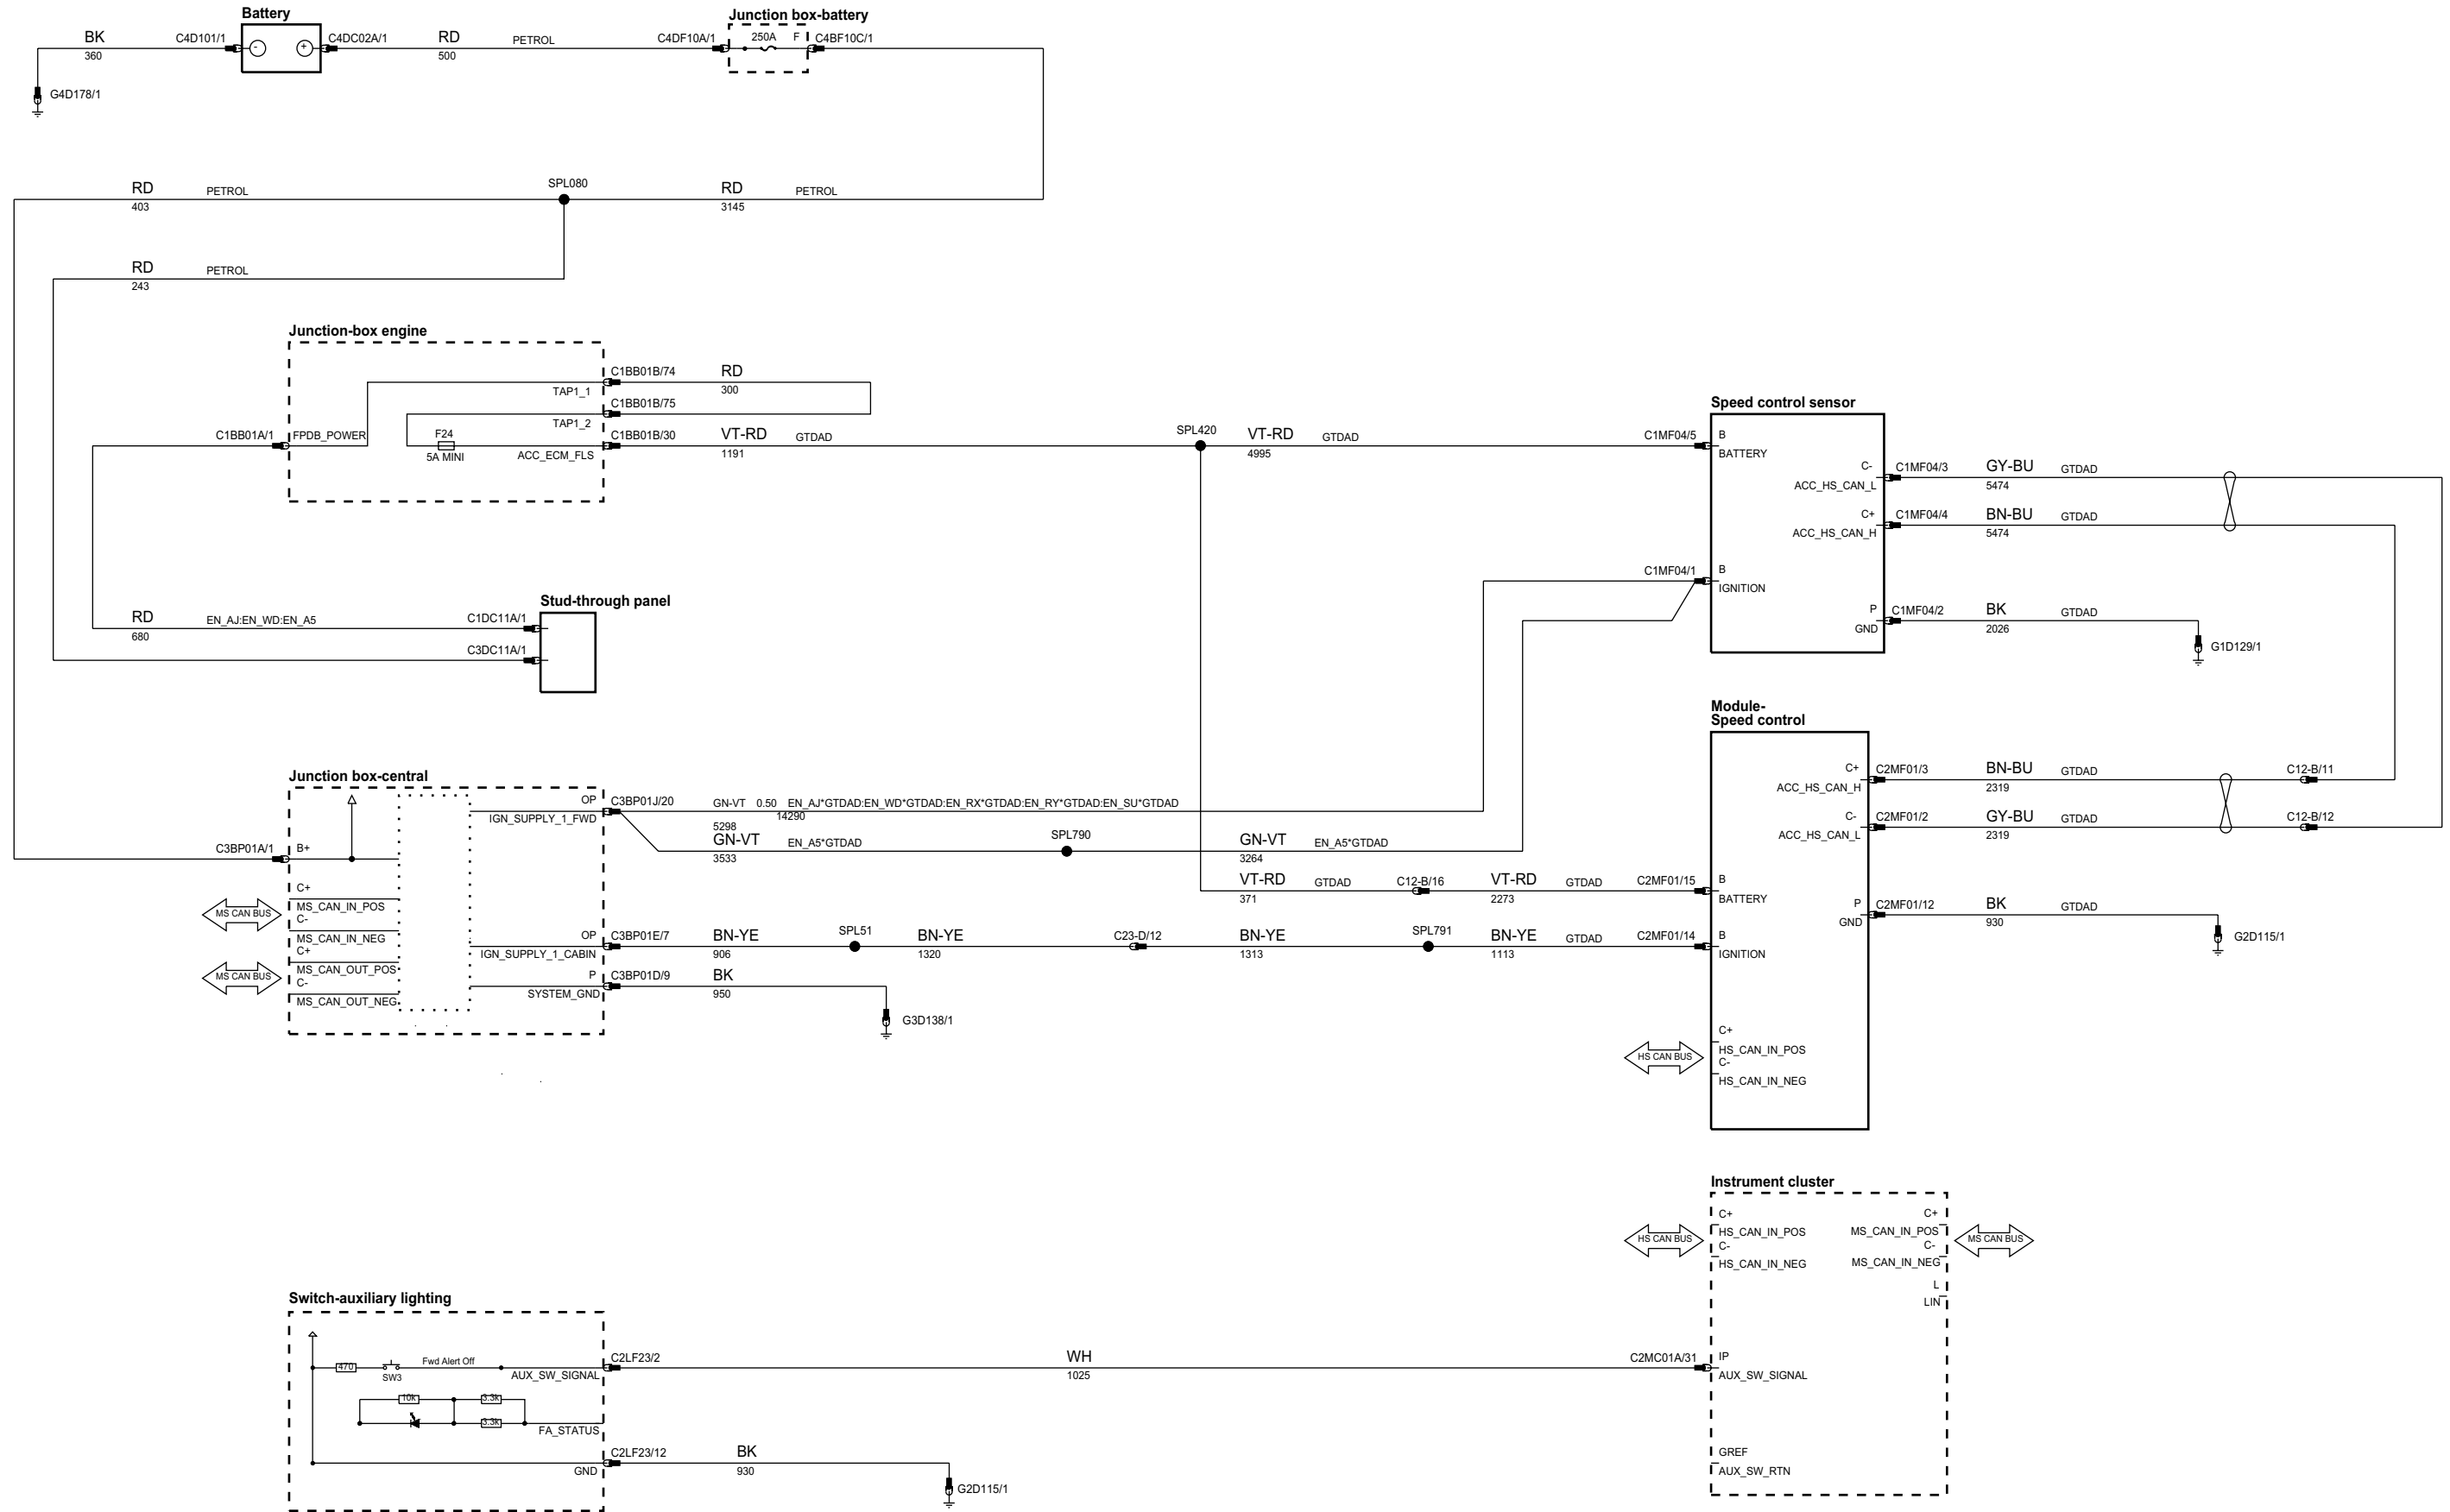 Battery
Junction box-battery
BK
360
C4D101/1
-
+
C4DC02A/1
RD
500
PETROL
C4DF10A/1
250A
F
C4BF10C/1
G4D178/1
RD
403
PETROL
SPL080
RD
3145
PETROL
RD
243
PETROL
Junction-box engine
C1BB01B/74
RD
300
TAP1_1
C1BB01B/75
TAP1_2
C1BB01A/1
FPDB_POWER
F24
5A MINI
C1BB01B/30
ACC_ECM_FLS
VT-RD
1191
GTDAD
SPL420
VT-RD
4995
GTDAD
C1MF04/5
Speed control sensor
B
BATTERY
C-
ACC_HS_CAN_L
C1MF04/3
GY-BU
5474
GTDAD
C+
ACC_HS_CAN_H
C1MF04/4
BN-BU
5474
GTDAD
C1MF04/1
B
IGNITION
P
GND
C1MF04/2
BK
2026
GTDAD
G1D129/1
Stud-through panel
RD
680
EN_AJ:EN_WD:EN_A5
C1DC11A/1
C3DC11A/1
Module-
Speed control
C+
ACC_HS_CAN_H
C2MF01/3
BN-BU
2319
GTDAD
C12-B/11
C-
ACC_HS_CAN_L
C2MF01/2
GY-BU
2319
GTDAD
C12-B/12
Junction box-central
OP
IGN_SUPPLY_1_FWD
C3BP01J/20
GN-VT 0.50 EN_AJ*GTDAD:EN_WD*GTDAD:EN_RX*GTDAD:EN_RY*GTDAD:EN_SU*GTDAD
14290
5298
GN-VT
3533
EN_A5*GTDAD
SPL790
GN-VT
3264
EN_A5*GTDAD
C3BP01A/1
B+
VT-RD
371
GTDAD
C12-B/16
VT-RD
2273
GTDAD
C2MF01/15
B
BATTERY
P
GND
C2MF01/12
BK
930
GTDAD
G2D115/1
MS CAN BUS
C+
MS_CAN_IN_POS
C-
MS_CAN_IN_NEG
MS CAN BUS
C+
MS_CAN_OUT_POS
C-
MS_CAN_OUT_NEG
OP
IGN_SUPPLY_1_CABIN
C3BP01E/7
BN-YE
906
SPL51
BN-YE
1320
C23-D/12
BN-YE
1313
SPL791
BN-YE
1113
GTDAD
C2MF01/14
B
IGNITION
P
SYSTEM_GND
C3BP01D/9
BK
950
G3D138/1
HS CAN BUS
C+
HS_CAN_IN_POS
C-
HS_CAN_IN_NEG
Instrument cluster
HS CAN BUS
C+
HS_CAN_IN_POS
C-
HS_CAN_IN_NEG
C+
MS_CAN_IN_POS
C-
MS_CAN_IN_NEG
MS CAN BUS
L
LIN
Switch-auxiliary lighting
470
SW3
Fwd Alert Off
C2LF23/2
AUX_SW_SIGNAL
WH
1025
C2MC01A/31
IP
AUX_SW_SIGNAL
10k
3.3k
3.3k
FA_STATUS
C2LF23/12
GND
BK
930
G2D115/1
GREF
AUX_SW_RTN